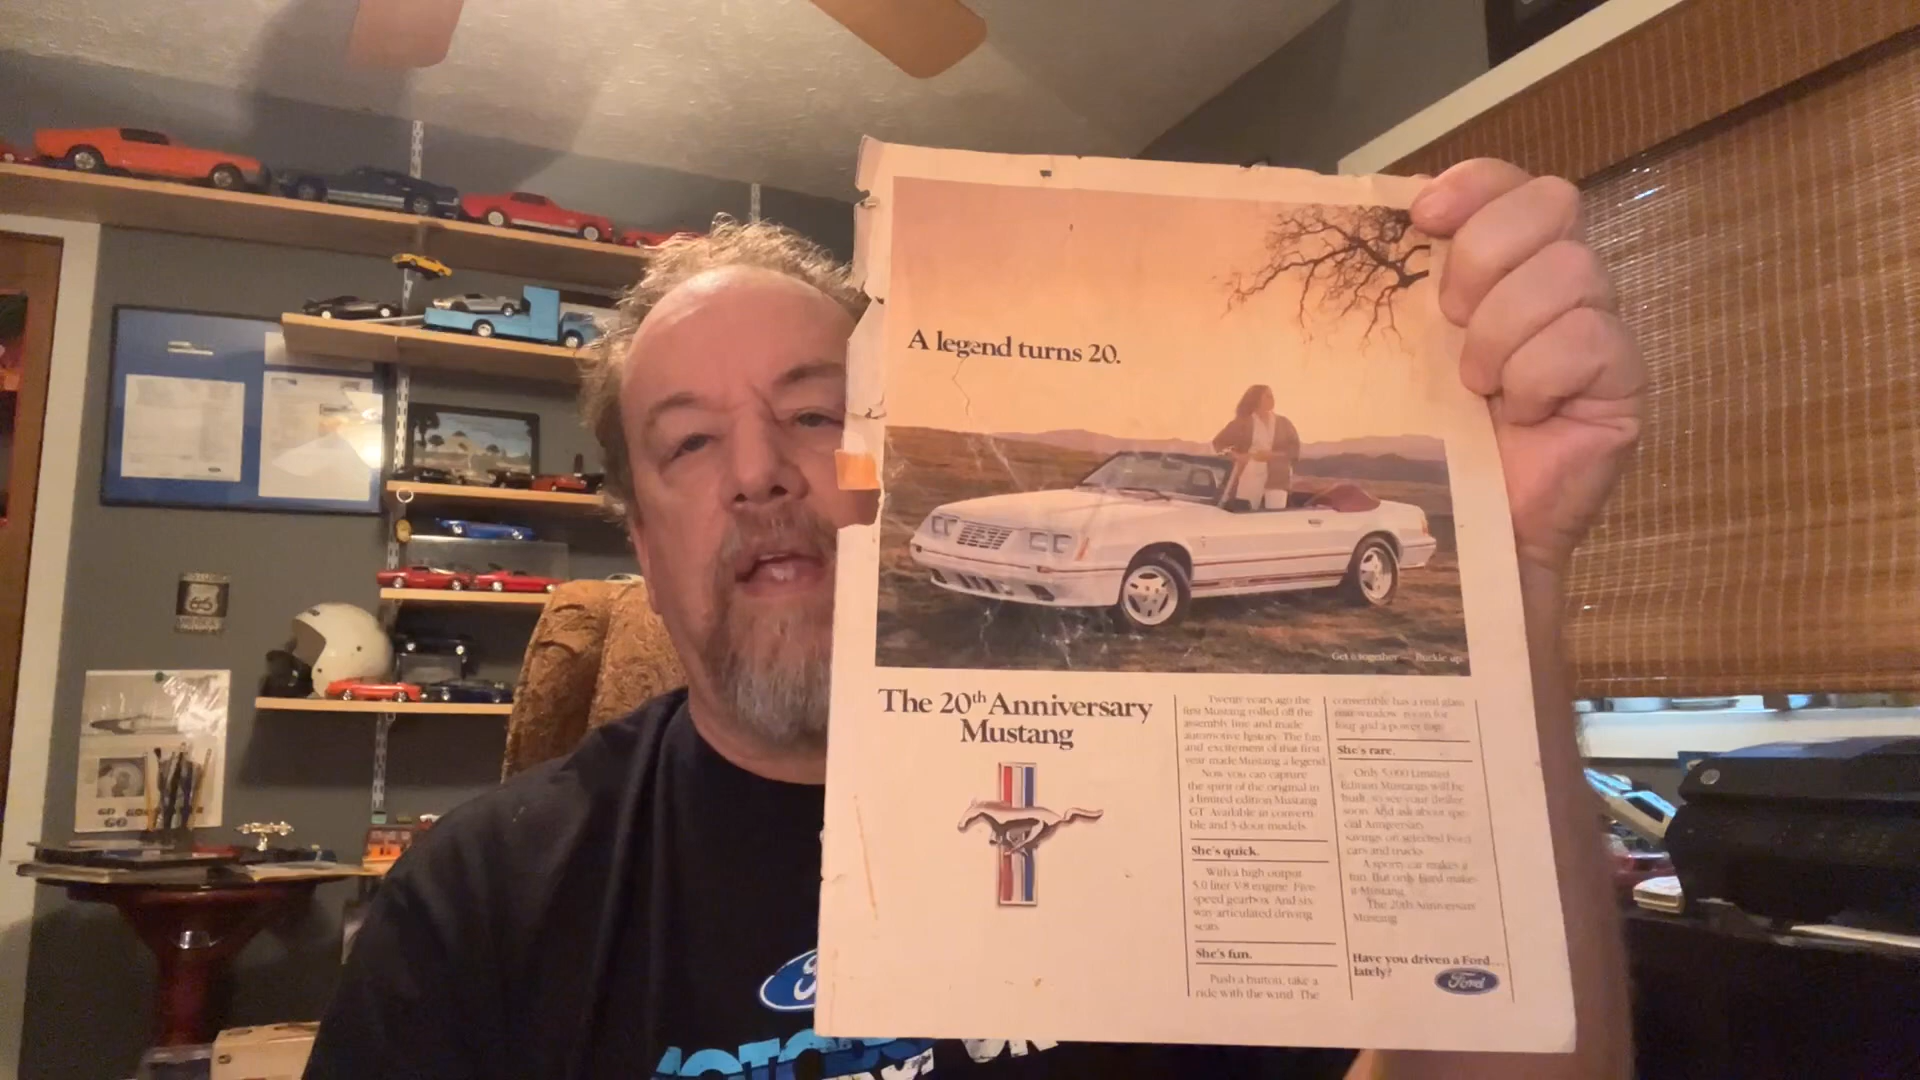 A legend turns 20.
Get it together — Buckle up.
The 20th Anniversary
Mustang
Twenty years ago the
first Mustang rolled off the
assembly line and made
automotive history. The fun
and excitement of that first
year made Mustang a legend.
Now you can capture
the spirit of the original in
a limited edition Mustang
GT. Available in converti-
ble and 3-door models.
She's quick.
With a high output
5.0 liter V-8 engine. Five-
speed gearbox. And six-
way articulated driving
seats.
She's fun.
Push a button, take a
ride with the wind. The
convertible has a real glass
rear window, room for
four and a power top.
She's rare.
Only 5,000 Limited
Edition Mustangs will be
built, so see your dealer
soon. And ask about spe-
cial Anniversary
savings on selected Ford
cars and trucks.
A sports car makes it
fun. But only Ford makes
it Mustang.
The 20th Anniversary
Mustang.
Have you driven a Ford...
lately?
Ford
66